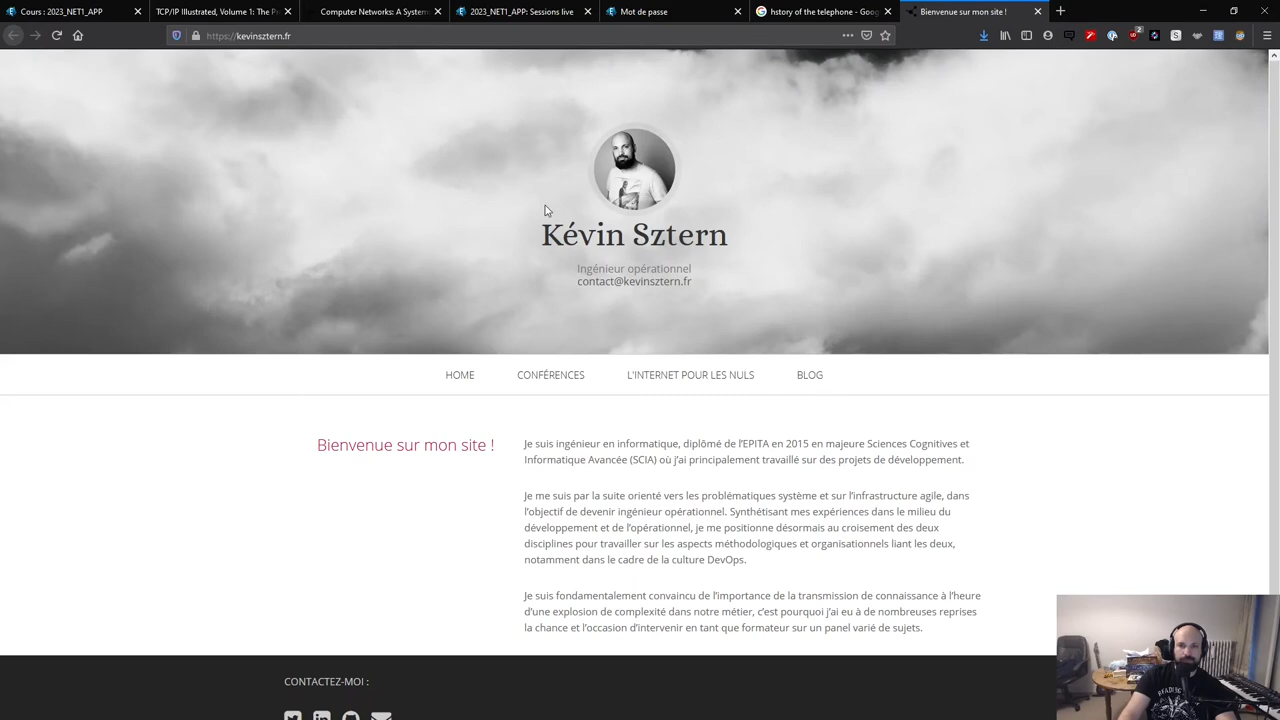 Cours : 2023_NET1_APP
TCP/IP Illustrated, Volume 1: The Pr
Computer Networks: A System
2023_NET1_APP: Sessions live
Mot de passe
hstory of the telephone - Goog
Bienvenue sur mon site !
https://kevinsztern.fr
Kévin Sztern
Ingénieur opérationnel
contact@kevinsztern.fr
HOME CONFÉRENCES L'INTERNET POUR LES NULS BLOG
Bienvenue sur mon site !
Je suis ingénieur en informatique, diplômé de l'EPITA en 2015 en majeure Sciences Cognitives et
Informatique Avancée (SCIA) où j'ai principalement travaillé sur des projets de développement.
Je me suis par la suite orienté vers les problématiques système et sur l'infrastructure agile, dans
l'objectif de devenir ingénieur opérationnel. Synthétisant mes expériences dans le milieu du
développement et de l'opérationnel, je me positionne désormais au croisement des deux
disciplines pour travailler sur les aspects méthodologiques et organisationnels liant les deux,
notamment dans le cadre de la culture DevOps.
Je suis fondamentalement convaincu de l'importance de la transmission de connaissance à l'heure
d'une explosion de complexité dans notre métier, c'est pourquoi j'ai eu à de nombreuses reprises
la chance et l'occasion d'intervenir en tant que formateur sur un panel varié de sujets.
CONTACTEZ-MOI :
READING